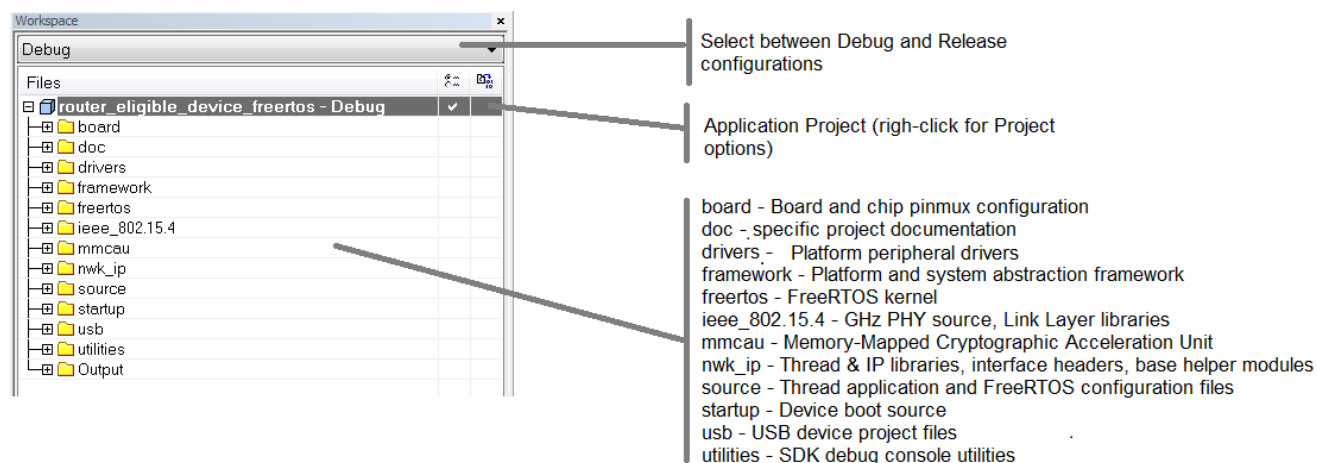 Workspace
x
Debug
Files
router_eligible_device_freertos - Debug
board
doc
drivers
framework
freertos
ieee_802.15.4
mmcau
nwk_ip
source
startup
usb
utilities
Output
Select between Debug and Release
configurations
Application Project (righ-click for Project
options)
board - Board and chip pinmux configuration
doc - specific project documentation
drivers - Platform peripheral drivers
framework - Platform and system abstraction framework
freertos - FreeRTOS kernel
ieee_802.15.4 - GHz PHY source, Link Layer libraries
mmcau - Memory-Mapped Cryptographic Acceleration Unit
nwk_ip - Thread & IP libraries, interface headers, base helper modules
source - Thread application and FreeRTOS configuration files
startup - Device boot source
usb - USB device project files
utilities - SDK debug console utilities